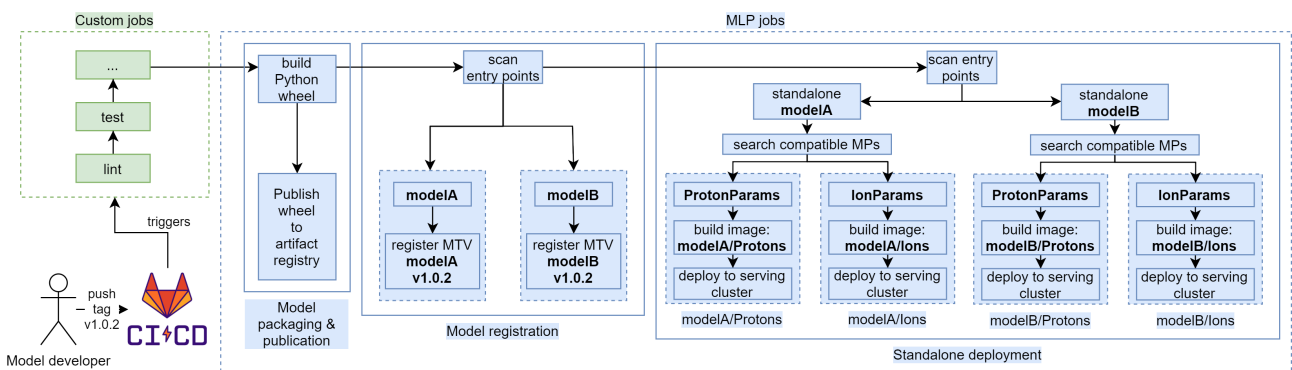 Custom jobs
MLP jobs
...
test
lint
triggers
push
tag
v1.0.2
CI CD
Model developer
build
Python
wheel
Publish
wheel
to
artifact
registry
Model
packaging &
publication
scan
entry points
modelA
register MTV
modelA
v1.0.2
modelB
register MTV
modelB
v1.0.2
Model registration
scan entry
points
standalone
modelA
search compatible MPs
ProtonParams
build image:
modelA/Protons
deploy to serving
cluster
modelA/Protons
IonParams
build image:
modelA/Ions
deploy to serving
cluster
modelA/Ions
standalone
modelB
search compatible MPs
ProtonParams
build image:
modelB/Protons
deploy to serving
cluster
modelB/Protons
IonParams
build image:
modelB/Ions
deploy to serving
cluster
modelB/Ions
Standalone deployment